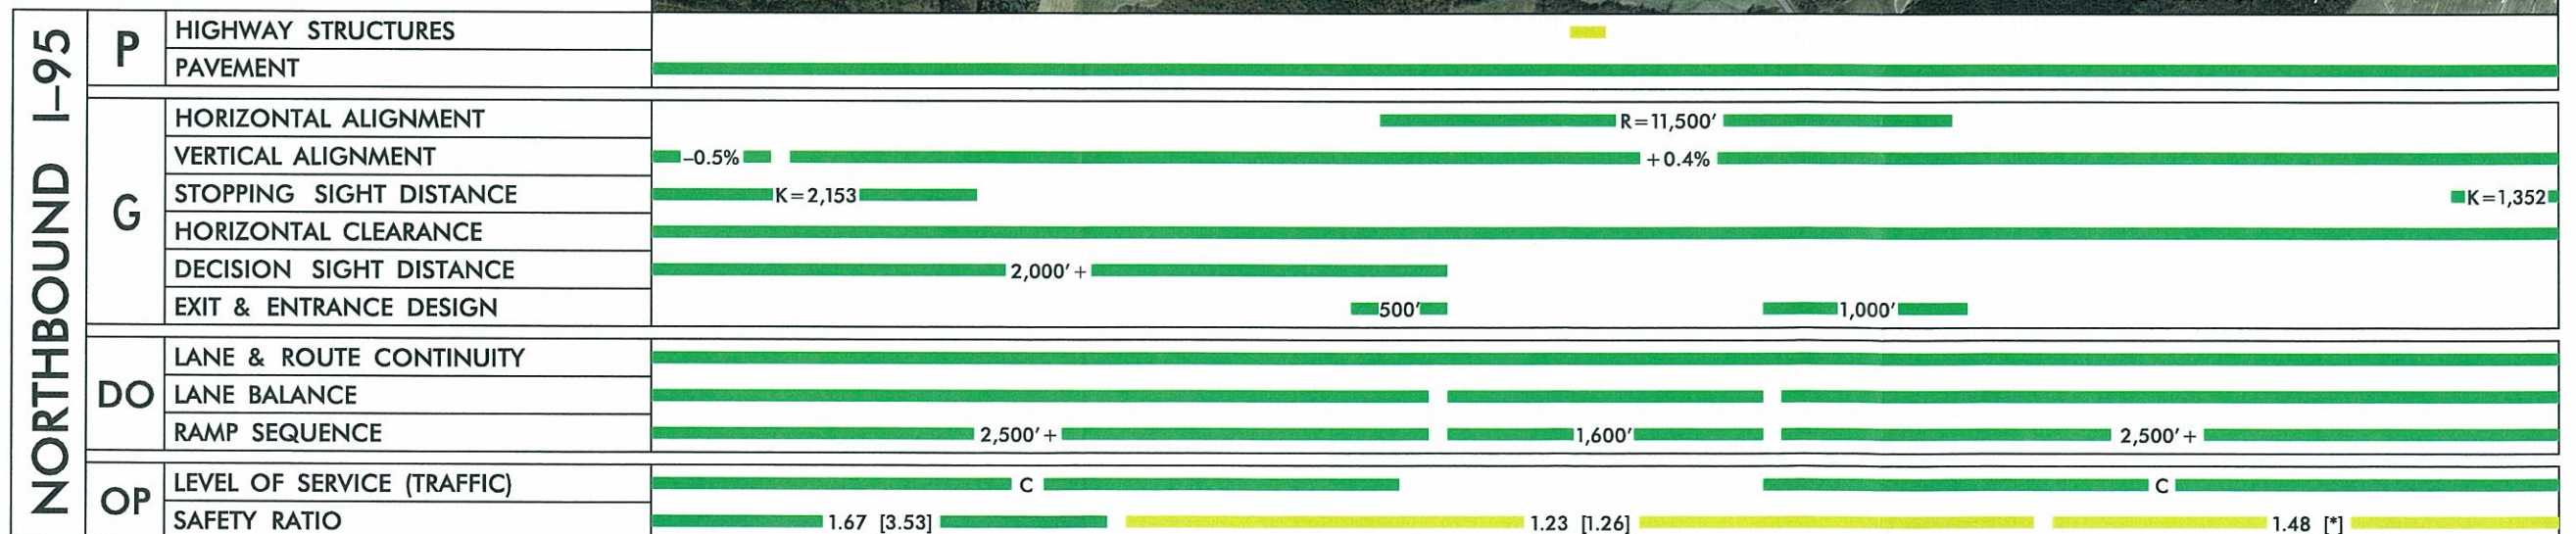 NORTHBOUND I–95
P
HIGHWAY STRUCTURES
PAVEMENT
G
HORIZONTAL ALIGNMENT R=11,500′
VERTICAL ALIGNMENT –0.5% +0.4%
STOPPING SIGHT DISTANCE K=2,153 K=1,352
HORIZONTAL CLEARANCE
DECISION SIGHT DISTANCE 2,000′+
EXIT & ENTRANCE DESIGN 500′ 1,000′
DO
LANE & ROUTE CONTINUITY
LANE BALANCE
RAMP SEQUENCE 2,500′+ 1,600′ 2,500′+
OP
LEVEL OF SERVICE (TRAFFIC) C C
SAFETY RATIO 1.67 [3.53] 1.23 [1.26] 1.48 [*]